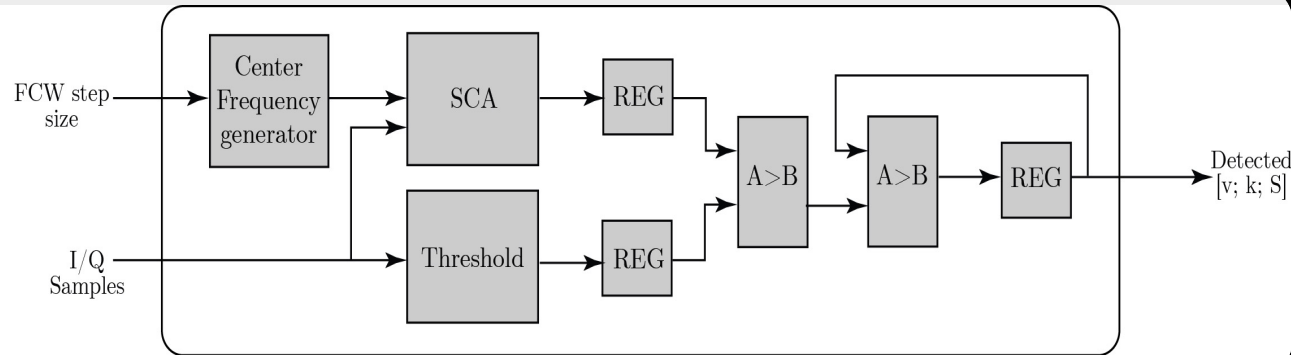 FCW step
size
Center
Frequency
generator
SCA
REG
A>B
A>B
REG
Detected
[v; k; S]
I/Q
Samples
Threshold
REG